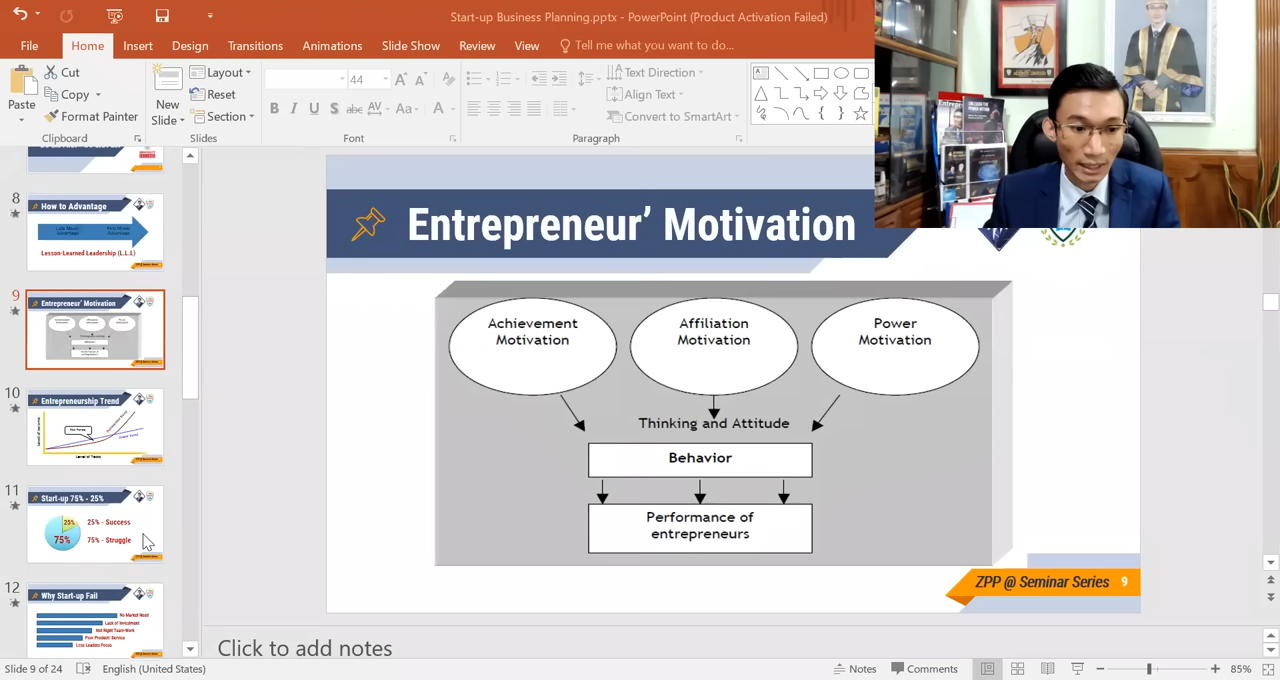 Start-up Business Planning.pptx - PowerPoint (Product Activation Failed)
File Home Insert Design Transitions Animations Slide Show Review View Tell me what you want to do...
Paste
Cut
Copy
Format Painter
Clipboard
New
Slide
Layout
Reset
Section
Slides
44
B I U S abc AV Aa A
Font
Text Direction
Align Text
Convert to SmartArt
Paragraph
8
How to Advantage
Lesson-Learned Leadership (L.L.L)
9
Entrepreneur' Motivation
10
Entrepreneurship Trend
11
Start-up 75% - 25%
25%
75%
25% - Success
75% - Struggle
12
Why Start-up Fail
No Market Need
Lack of Investment
Not Right Team-Work
Poor Product/ Service
Loss Leaders Focus
Entrepreneur’ Motivation
Achievement
Motivation
Affiliation
Motivation
Power
Motivation
Thinking and Attitude
Behavior
Performance of
entrepreneurs
ZPP @ Seminar Series 9
Click to add notes
Slide 9 of 24 English (United States) Notes Comments 85%